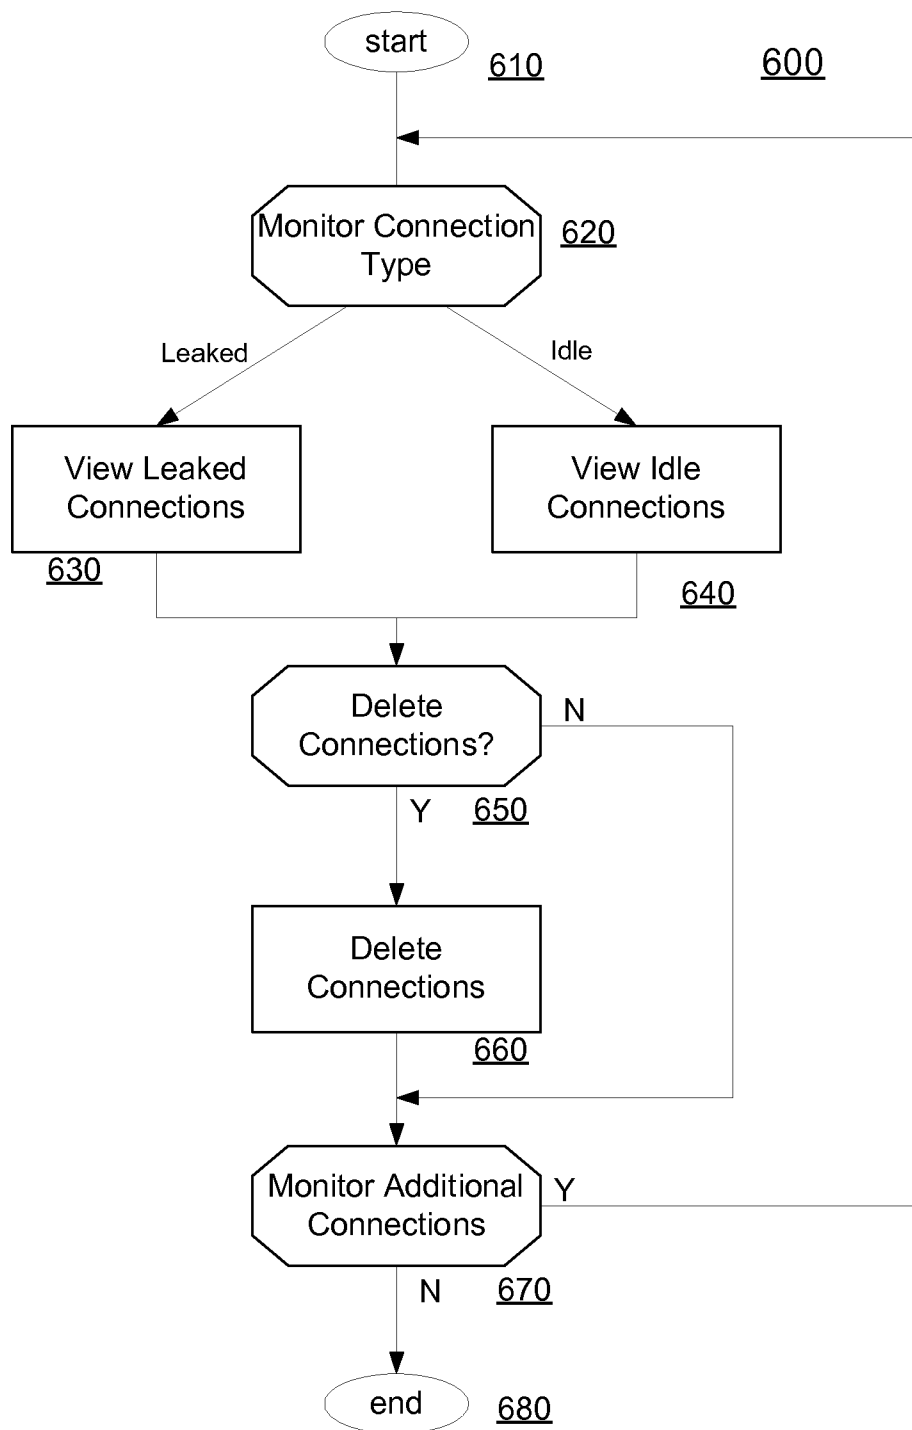 start
610
600
Monitor Connection
Type
620
Leaked
Idle
View Leaked
Connections
View Idle
Connections
630
640
Delete
Connections?
N
Y
650
Delete
Connections
660
Monitor Additional
Connections
Y
N
670
end
680